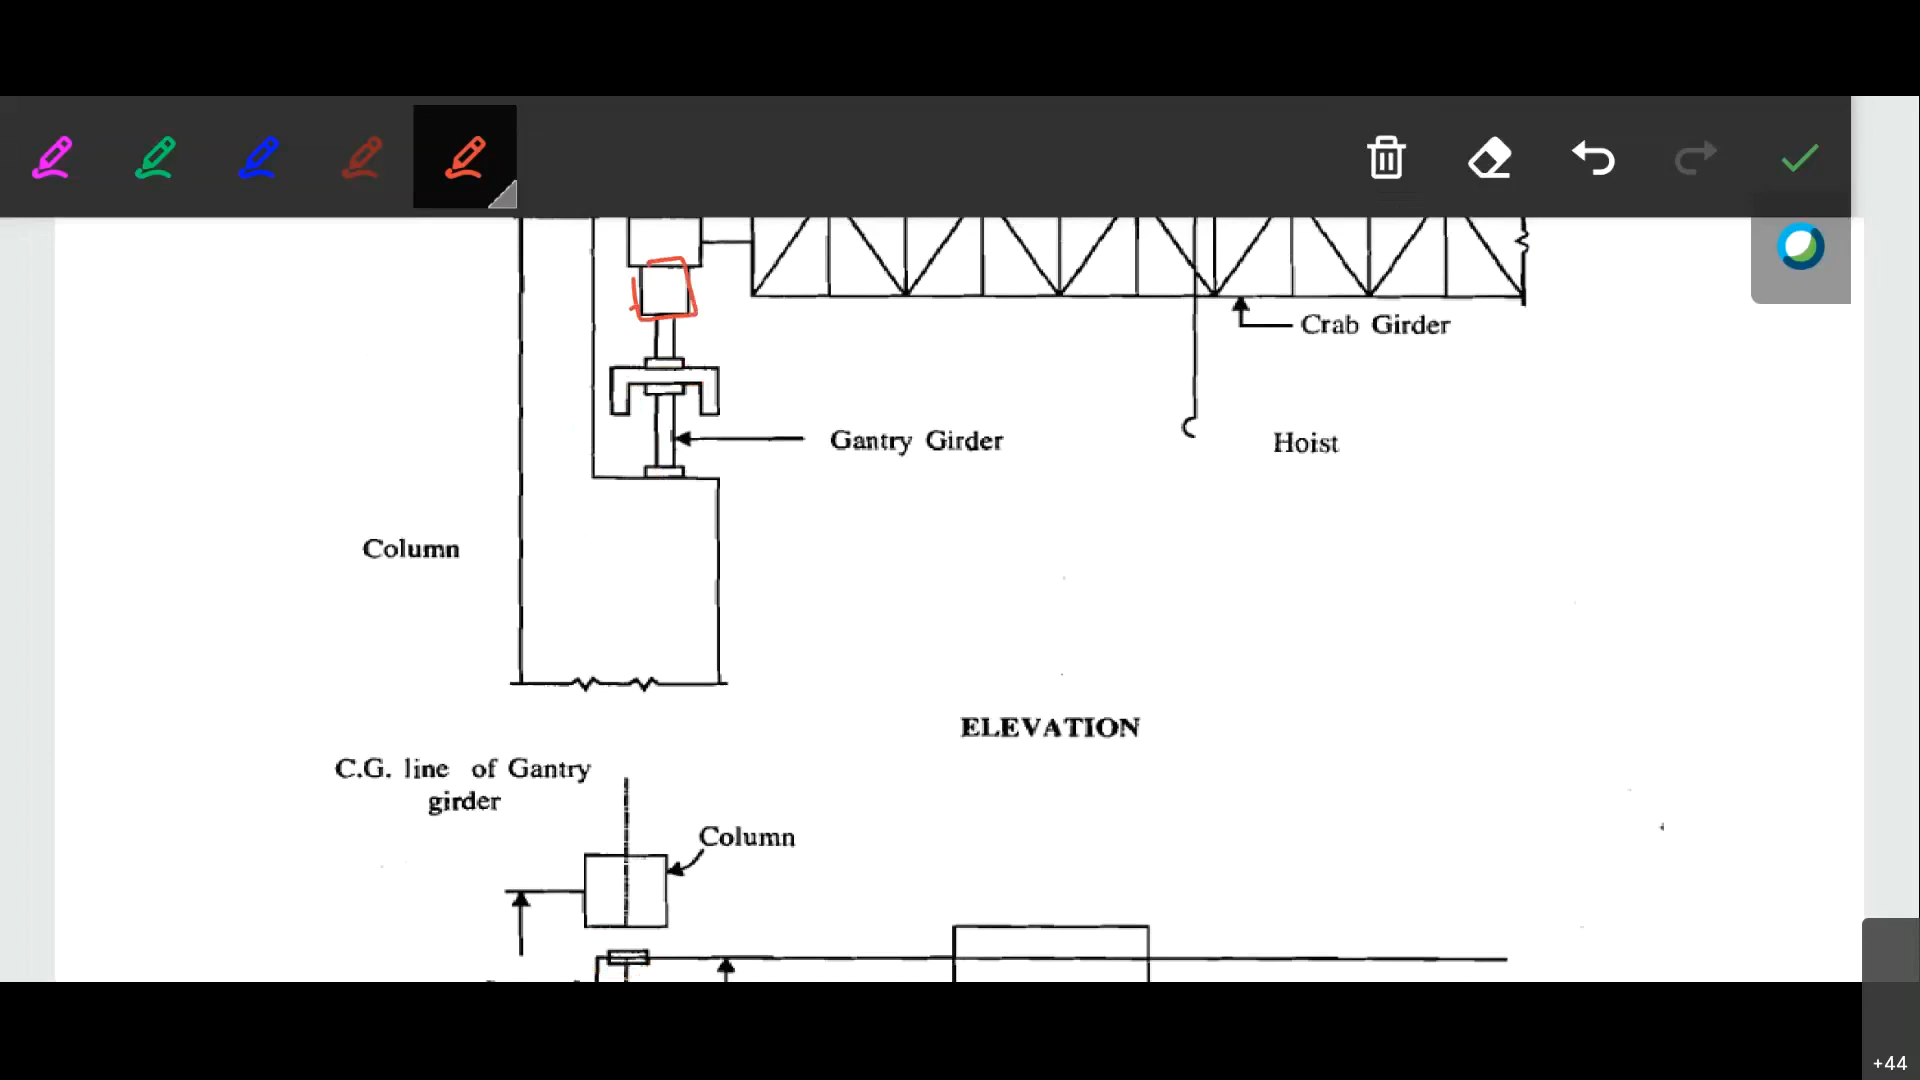 Crab Girder
Gantry Girder
Hoist
Column
ELEVATION
C.G. line of Gantry
girder
Column
+44